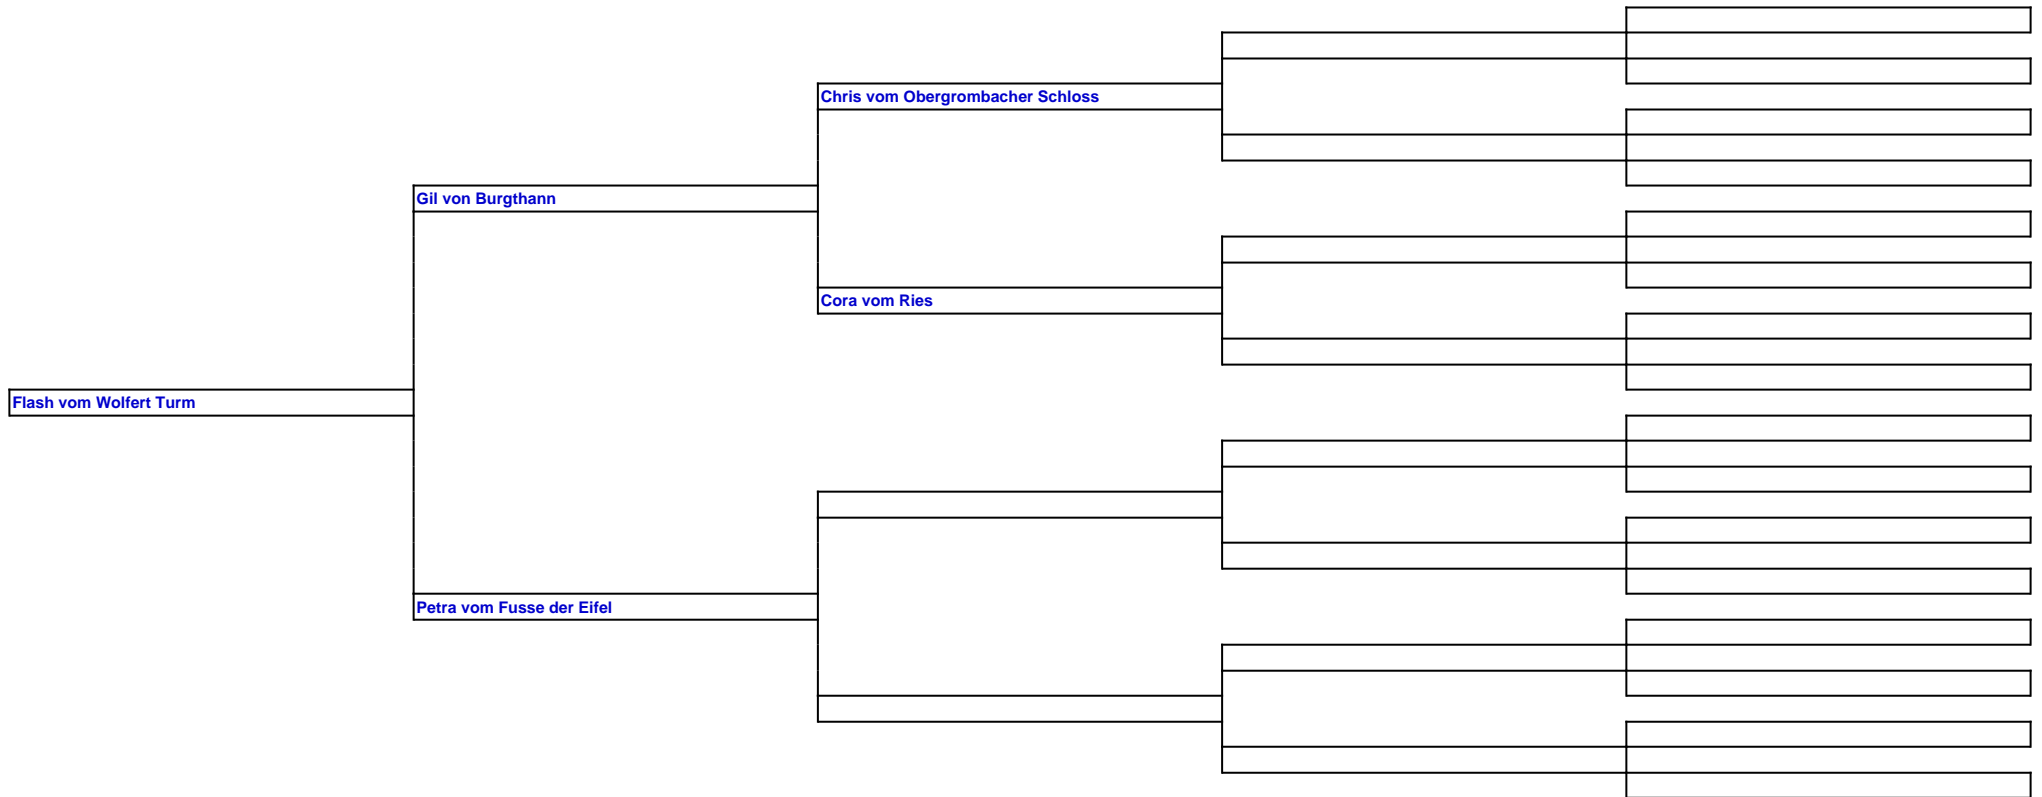 Chris vom Obergrombacher Schloss
Gil von Burgthann
Cora vom Ries
Flash vom Wolfert Turm
Petra vom Fusse der Eifel